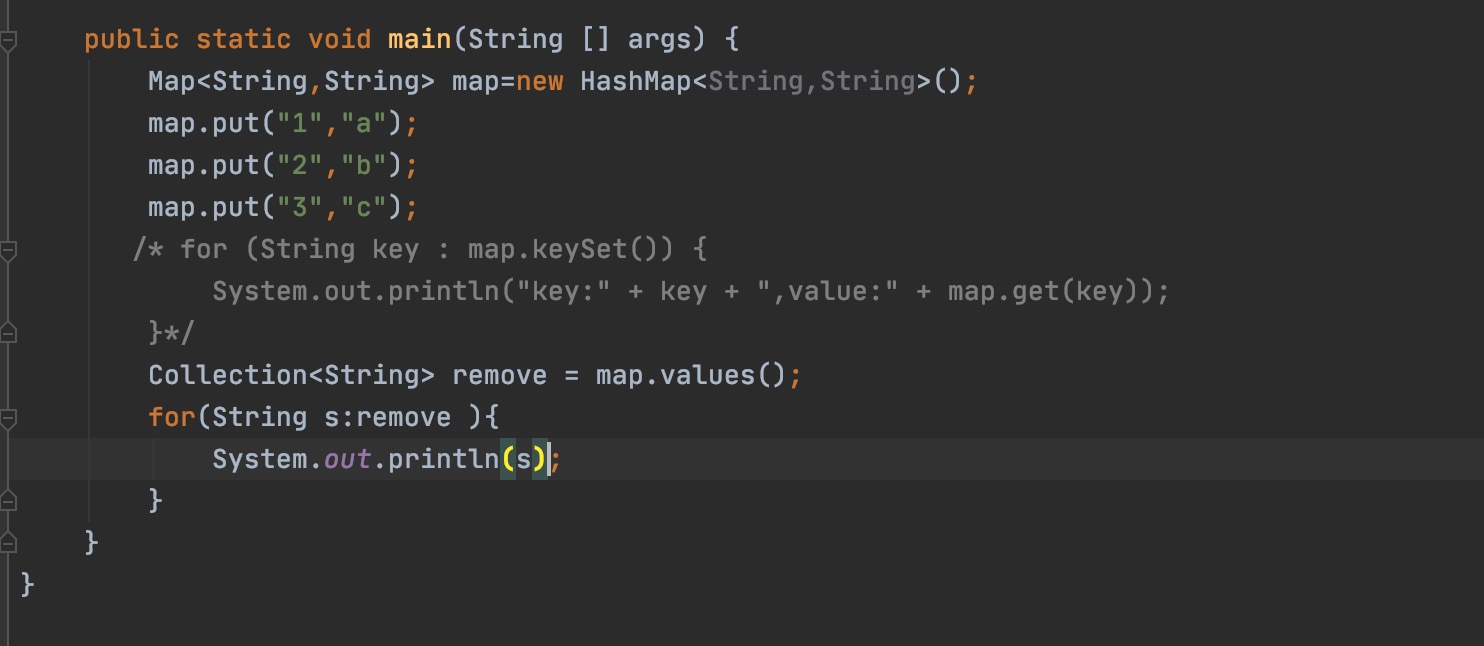 public static void main(String [] args) {
Map<String,String> map=new HashMap<String,String>();
map.put("1","a");
map.put("2","b");
map.put("3","c");
/* for (String key : map.keySet()) {
System.out.println("key:" + key + ",value:" + map.get(key));
}*/
Collection<String> remove = map.values();
for(String s:remove ){
System.out.println(s);
}
}
}